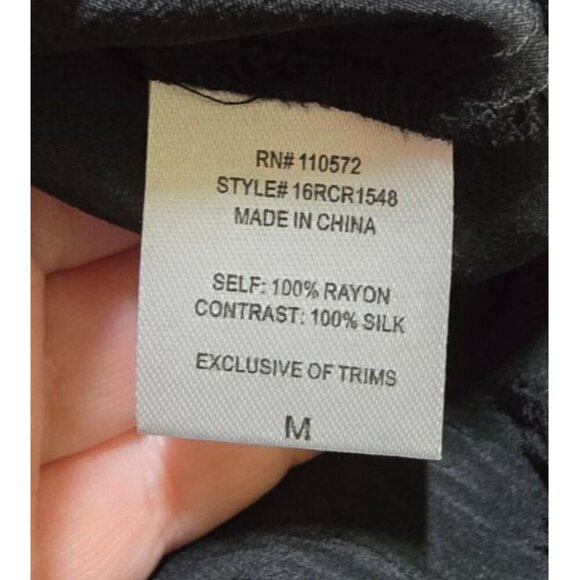 RN# 110572
STYLE# 16RCR1548
MADE IN CHINA
SELF: 100% RAYON
CONTRAST: 100% SILK
EXCLUSIVE OF TRIMS
M